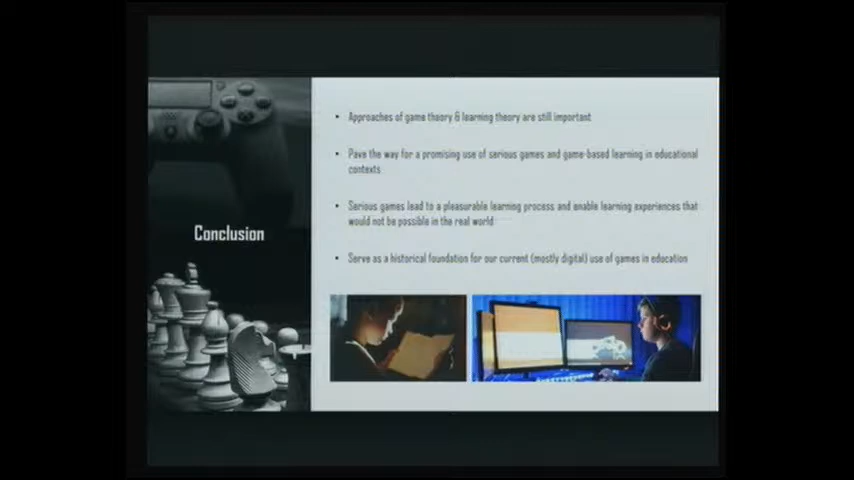 Conclusion
• Approaches of game theory & learning theory are still important
• Pave the way for a promising use of serious games and game-based learning in educational
contexts
• Serious games lead to a pleasurable learning process and enable learning experiences that
would not be possible in the real world
• Serve as a historical foundation for our current (mostly digital) use of games in education